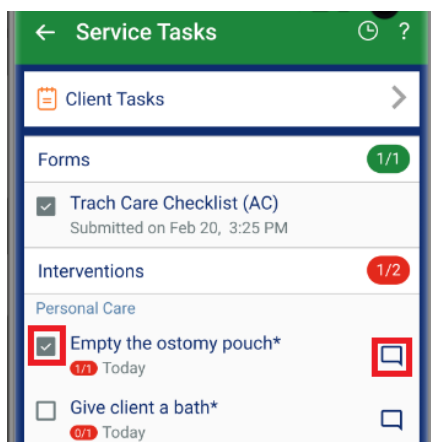 Service Tasks ?
Client Tasks
Forms 1/1
Trach Care Checklist (AC)
Submitted on Feb 20, 3:25 PM
Interventions 1/2
Personal Care
Empty the ostomy pouch*
1/1 Today
Give client a bath*
0/1 Today